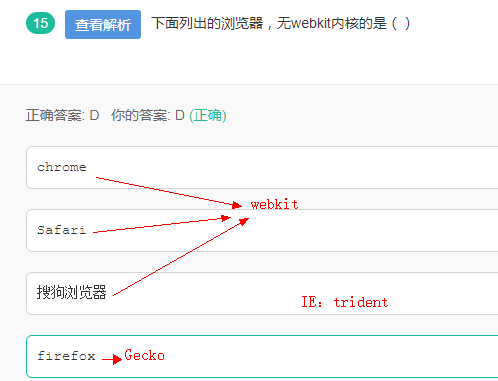 15 查看解析 下面列出的浏览器，无webkit内核的是（ ）
正确答案: D 你的答案: D (正确)
chrome
webkit
Safari
搜狗浏览器
IE：trident
firefox Gecko